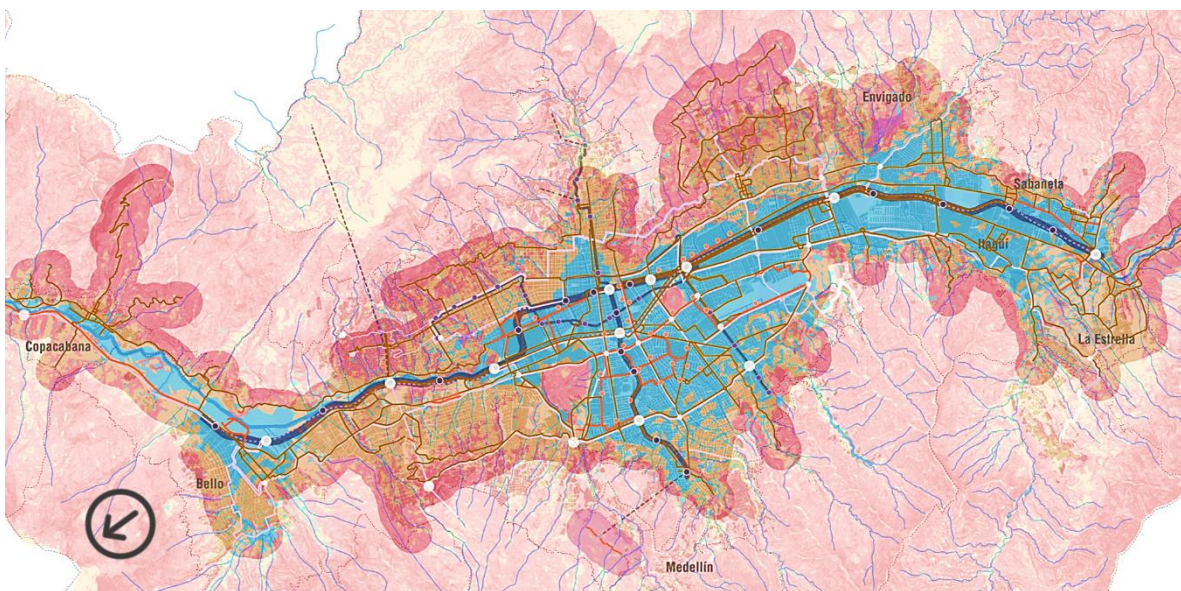 Envigado
Sabaneta
Itagüí
Copacabana
La Estrella
Bello
Medellín